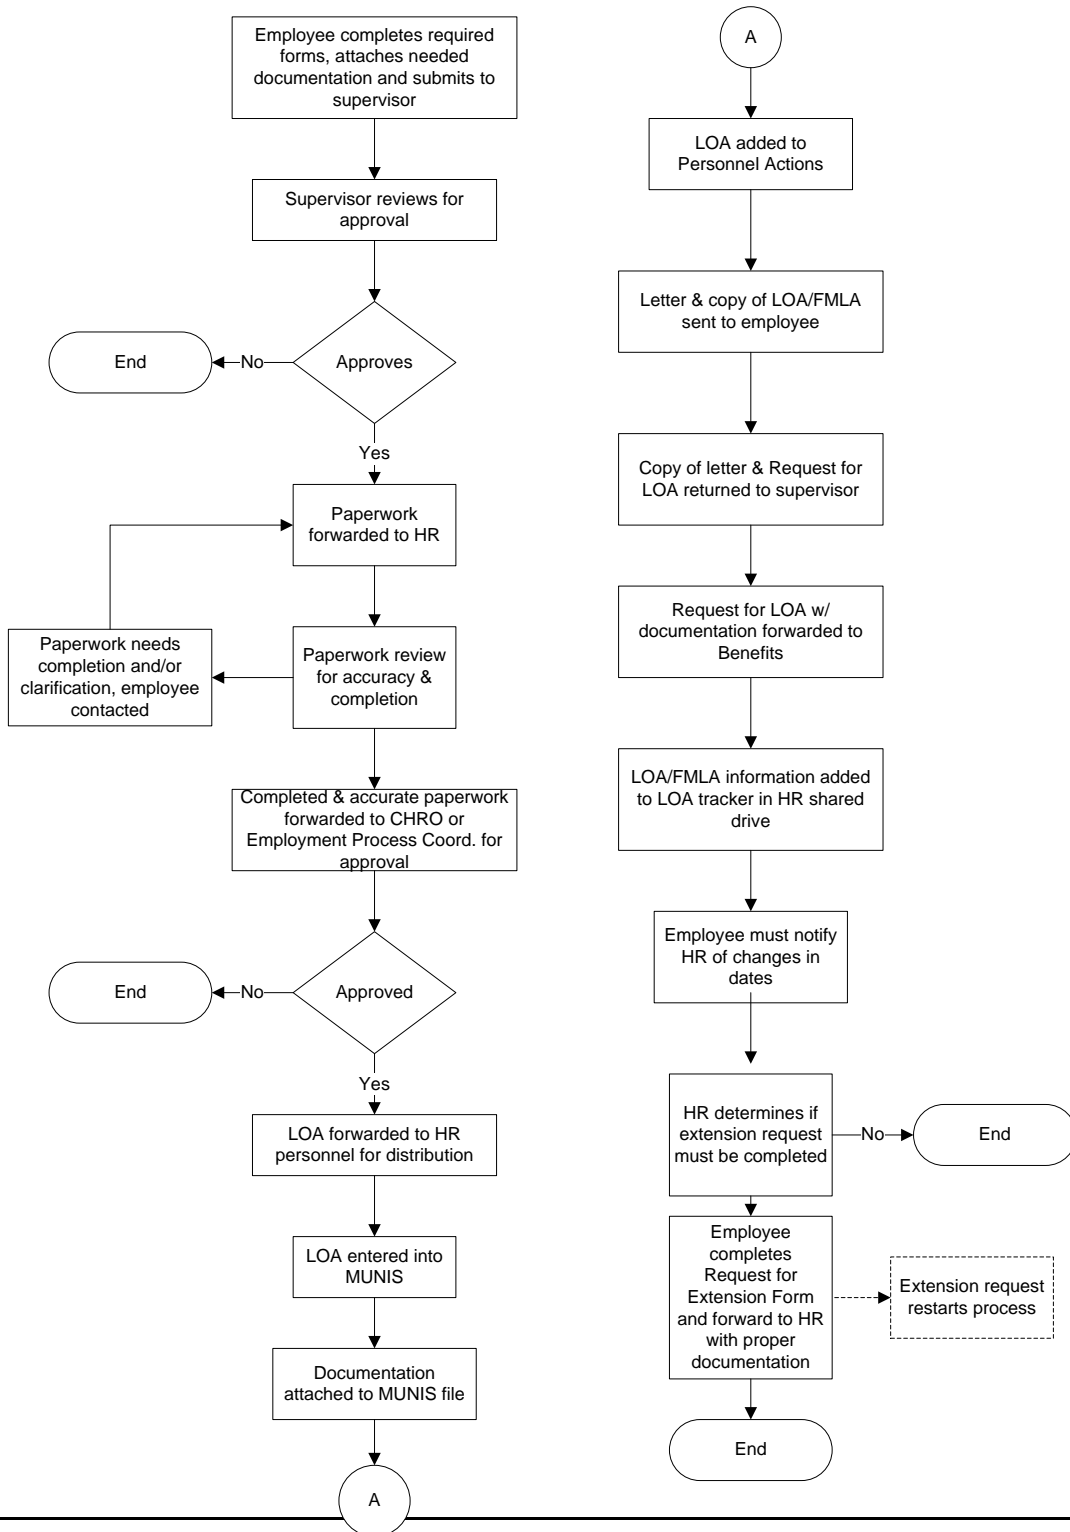 Employee completes required
forms, attaches needed
documentation and submits to
supervisor
Supervisor reviews for
approval
Approves
No
End
Yes
Paperwork
forwarded to HR
Paperwork needs
completion and/or
clarification, employee
contacted
Paperwork review
for accuracy &
completion
Completed & accurate paperwork
forwarded to CHRO or
Employment Process Coord. for
approval
Approved
No
End
Yes
LOA forwarded to HR
personnel for distribution
LOA entered into
MUNIS
Documentation
attached to MUNIS file
A
A
LOA added to
Personnel Actions
Letter & copy of LOA/FMLA
sent to employee
Copy of letter & Request for
LOA returned to supervisor
Request for LOA w/
documentation forwarded to
Benefits
LOA/FMLA information added
to LOA tracker in HR shared
drive
Employee must notify
HR of changes in
dates
HR determines if
extension request
must be completed
No
End
Employee
completes
Request for
Extension Form
and forward to HR
with proper
documentation
Extension request
restarts process
End